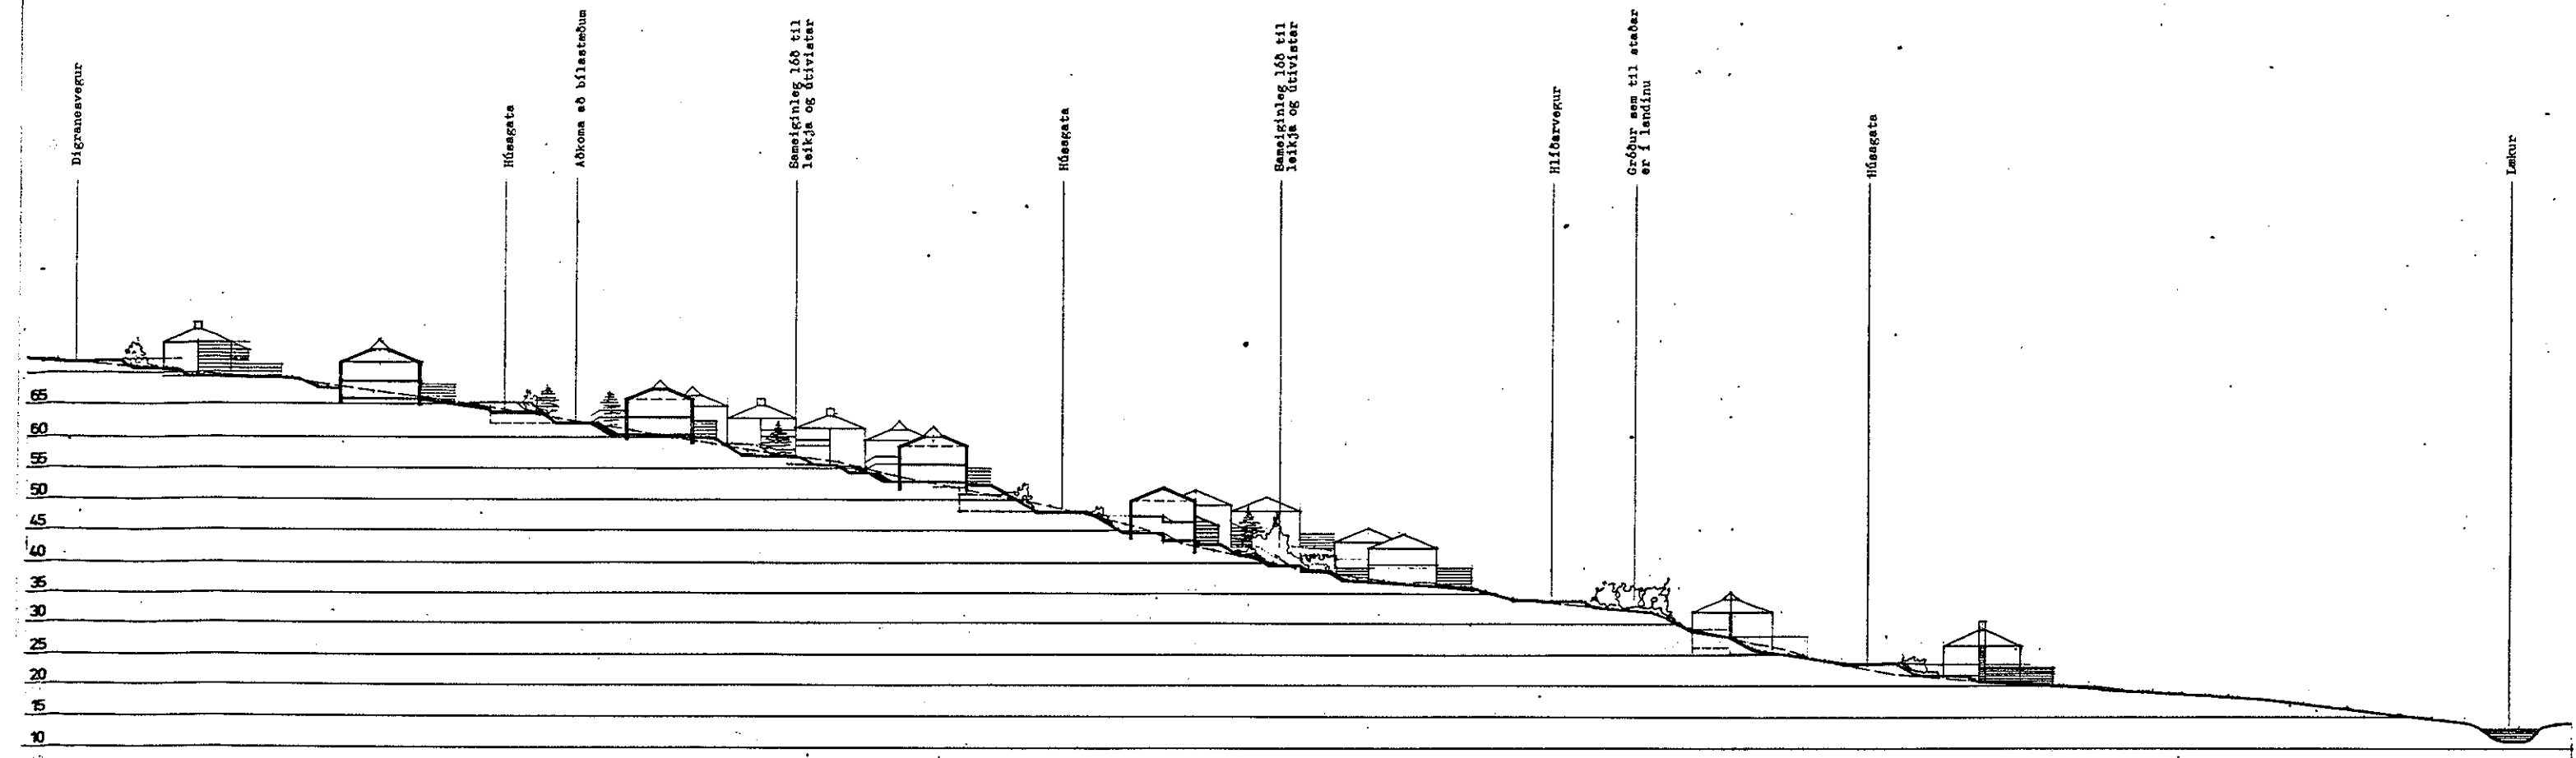 Digranesvegur
Húsagata
Aðkoma að bílastæðum
Sameiginleg lóð til
leikja og útivistar
Húsagata
Sameiginleg lóð til
leikja og útivistar
Hlíðarvegur
Gróður sem til staðar
er í landinu
Húsagata
Lækur
65
60
55
50
45
40
35
30
25
20
15
10